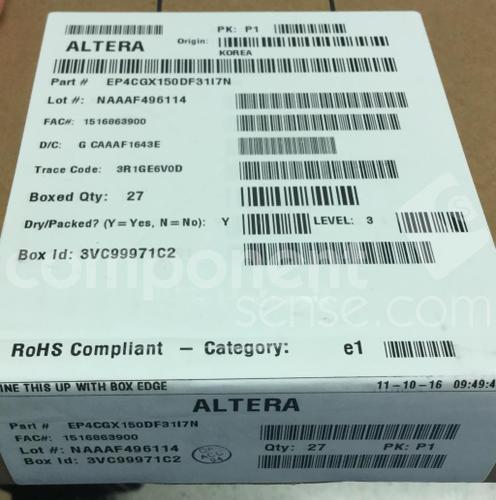 PK: P1
ALTERA Origin:
KOREA
Part # EP4CGX150DF31I7N
Lot #: NAAAF496114
FAC#: 1516863900
D/C: G CAAAF1643E
Trace Code: 3R1GE6V0D
Boxed Qty: 27
Dry/Packed? (Y=Yes, N=No): Y LEVEL: 3
Box Id: 3VC99971C2
component
sense.com
RoHS Compliant — Category: e1
INE THIS UP WITH BOX EDGE 11-10-16 09:49:4
ALTERA
Part # EP4CGX150DF31I7N
FAC#: 1516863900
Lot #: NAAAF496114 Qty: 27 PK: P1
Box Id: 3VC99971C2